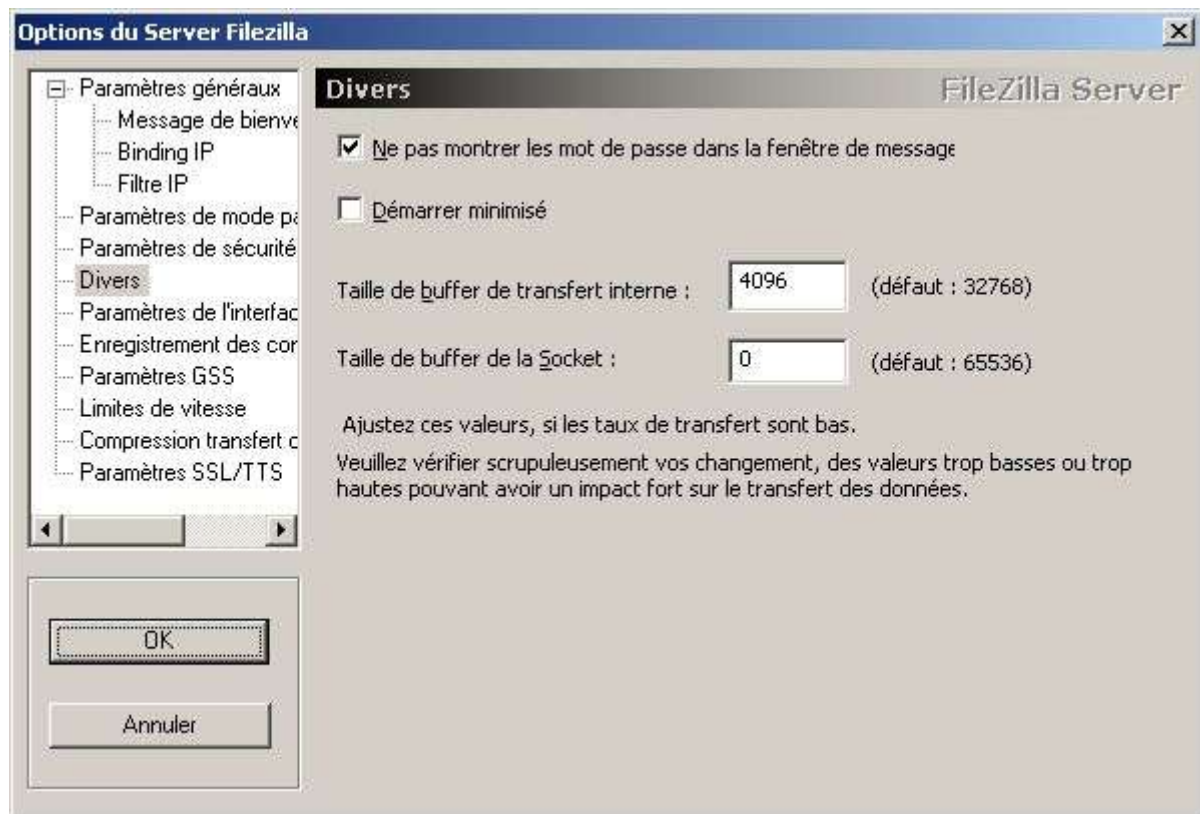 Options du Server Filezilla
Paramètres généraux
Message de bienve
Binding IP
Filtre IP
Paramètres de mode pa
Paramètres de sécurité
Divers
Paramètres de l'interfac
Enregistrement des cor
Paramètres GSS
Limites de vitesse
Compression transfert c
Paramètres SSL/TTS
OK
Annuler
Divers
FileZilla Server
Ne pas montrer les mot de passe dans la fenêtre de message
Démarrer minimisé
Taille de buffer de transfert interne : 4096 (défaut : 32768)
Taille de buffer de la Socket : 0 (défaut : 65536)
Ajustez ces valeurs, si les taux de transfert sont bas.
Veuillez vérifier scrupuleusement vos changement, des valeurs trop basses ou trop
hautes pouvant avoir un impact fort sur le transfert des données.